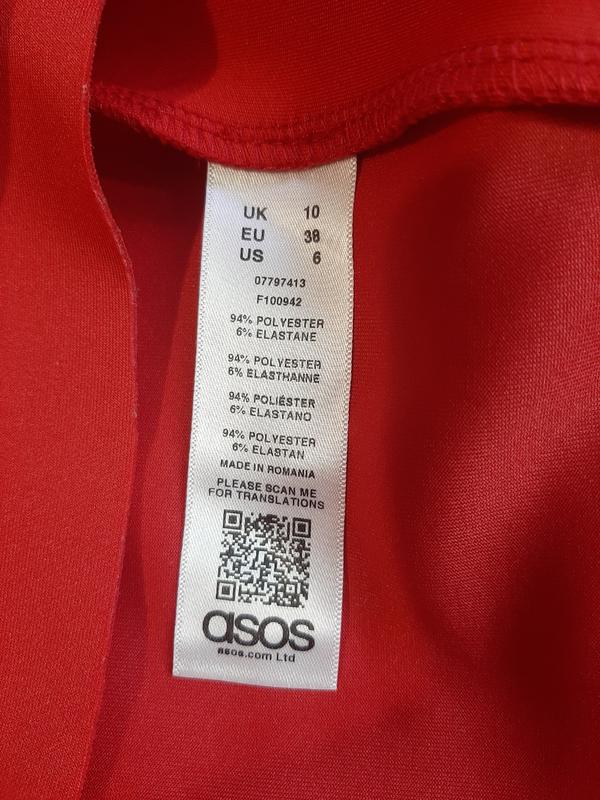 UK 10
EU 38
US 6
07797413
F100942
94% POLYESTER
6% ELASTANE
94% POLYESTER
6% ELASTHANNE
94% POLIÉSTER
6% ELASTANO
94% POLYESTER
6% ELASTAN
MADE IN ROMANIA
PLEASE SCAN ME
FOR TRANSLATIONS
asos
asos.com Ltd